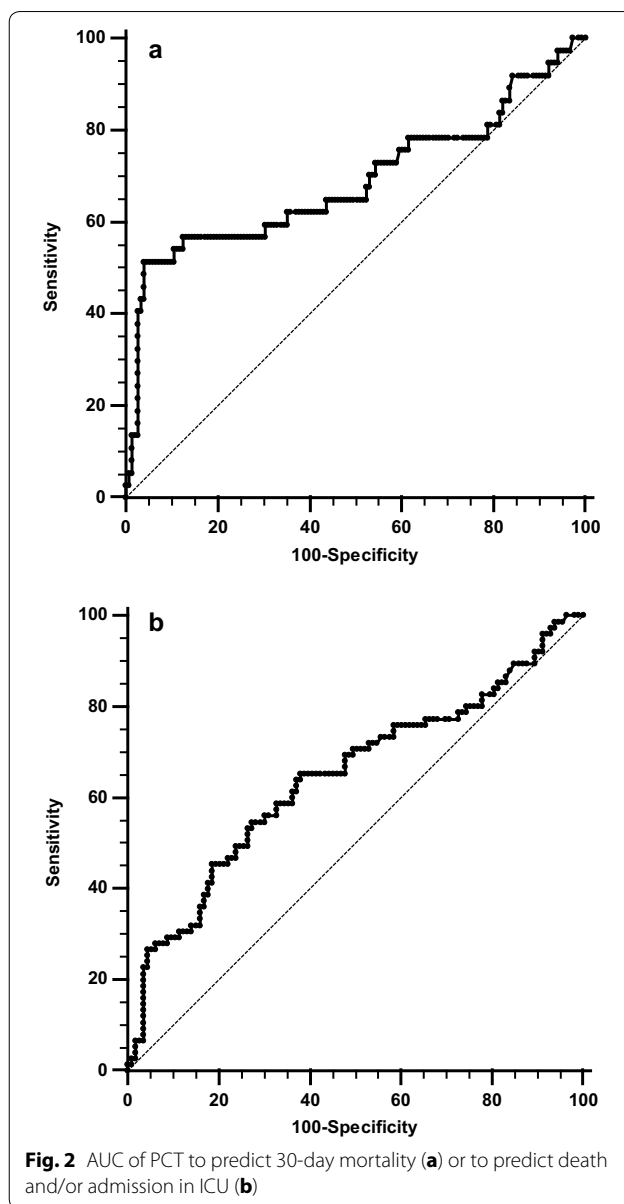 a
100
80
60
40
20
0
Sensitivity
0 20 40 60 80 100
100-Specificity
b
100
80
60
40
20
0
Sensitivity
0 20 40 60 80 100
100-Specificity
Fig. 2 AUC of PCT to predict 30-day mortality (a) or to predict death
and/or admission in ICU (b)